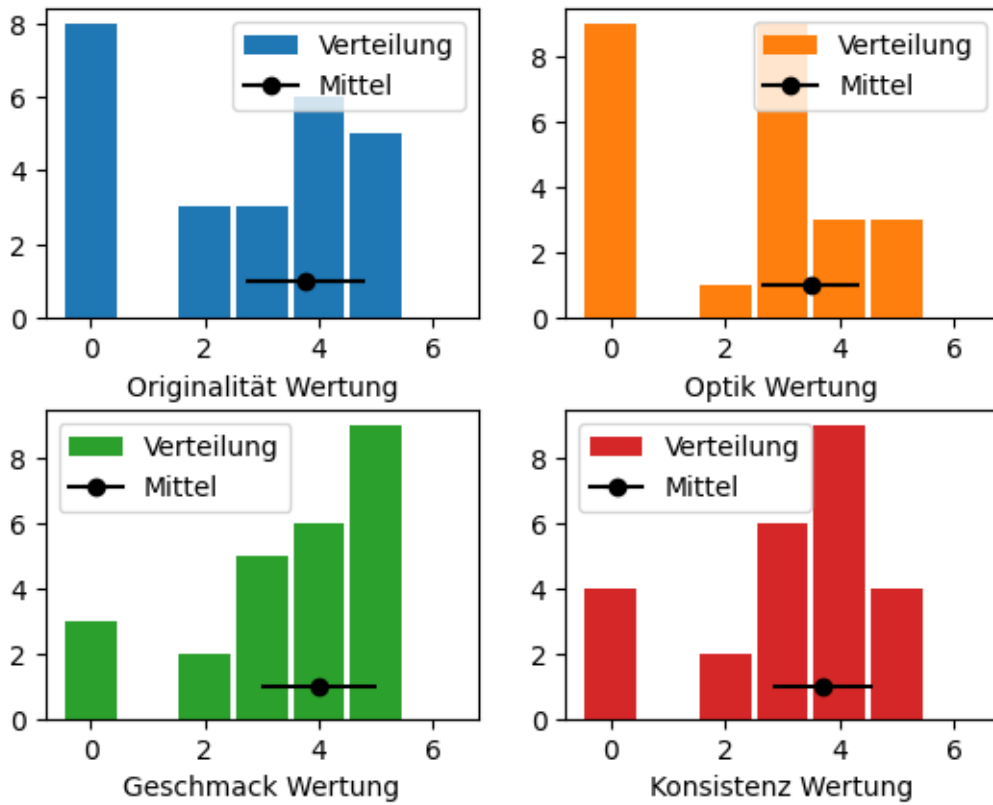 8
6
4
2
0
0 2 4 6
Verteilung
Mittel
Originalität Wertung
8
6
4
2
0
0 2 4 6
Verteilung
Mittel
Optik Wertung
8
6
4
2
0
0 2 4 6
Verteilung
Mittel
Geschmack Wertung
8
6
4
2
0
0 2 4 6
Verteilung
Mittel
Konsistenz Wertung